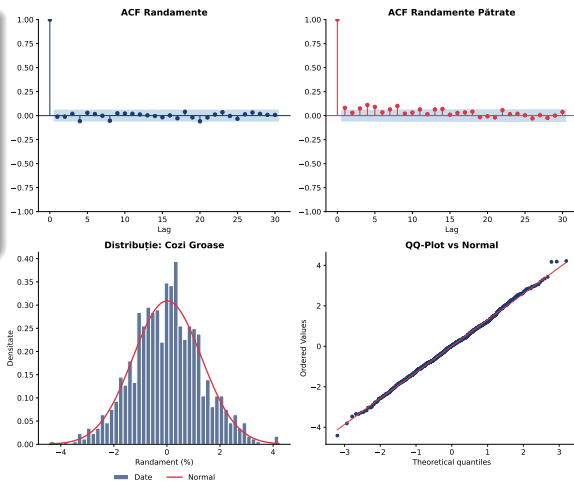 ACF Randamente
1.00
0.75
0.50
0.25
0.00
−0.25
−0.50
−0.75
−1.00
0 5 10 15 20 25 30
Lag
ACF Randamente Pătrate
1.00
0.75
0.50
0.25
0.00
−0.25
−0.50
−0.75
−1.00
0 5 10 15 20 25 30
Lag
Distribuție: Cozi Groase
Densitate
0.40
0.35
0.30
0.25
0.20
0.15
0.10
0.05
0.00
−4 −2 0 2 4
Randament (%)
Date Normal
QQ-Plot vs Normal
Ordered Values
4
2
0
−2
−4
−3 −2 −1 0 1 2 3
Theoretical quantiles